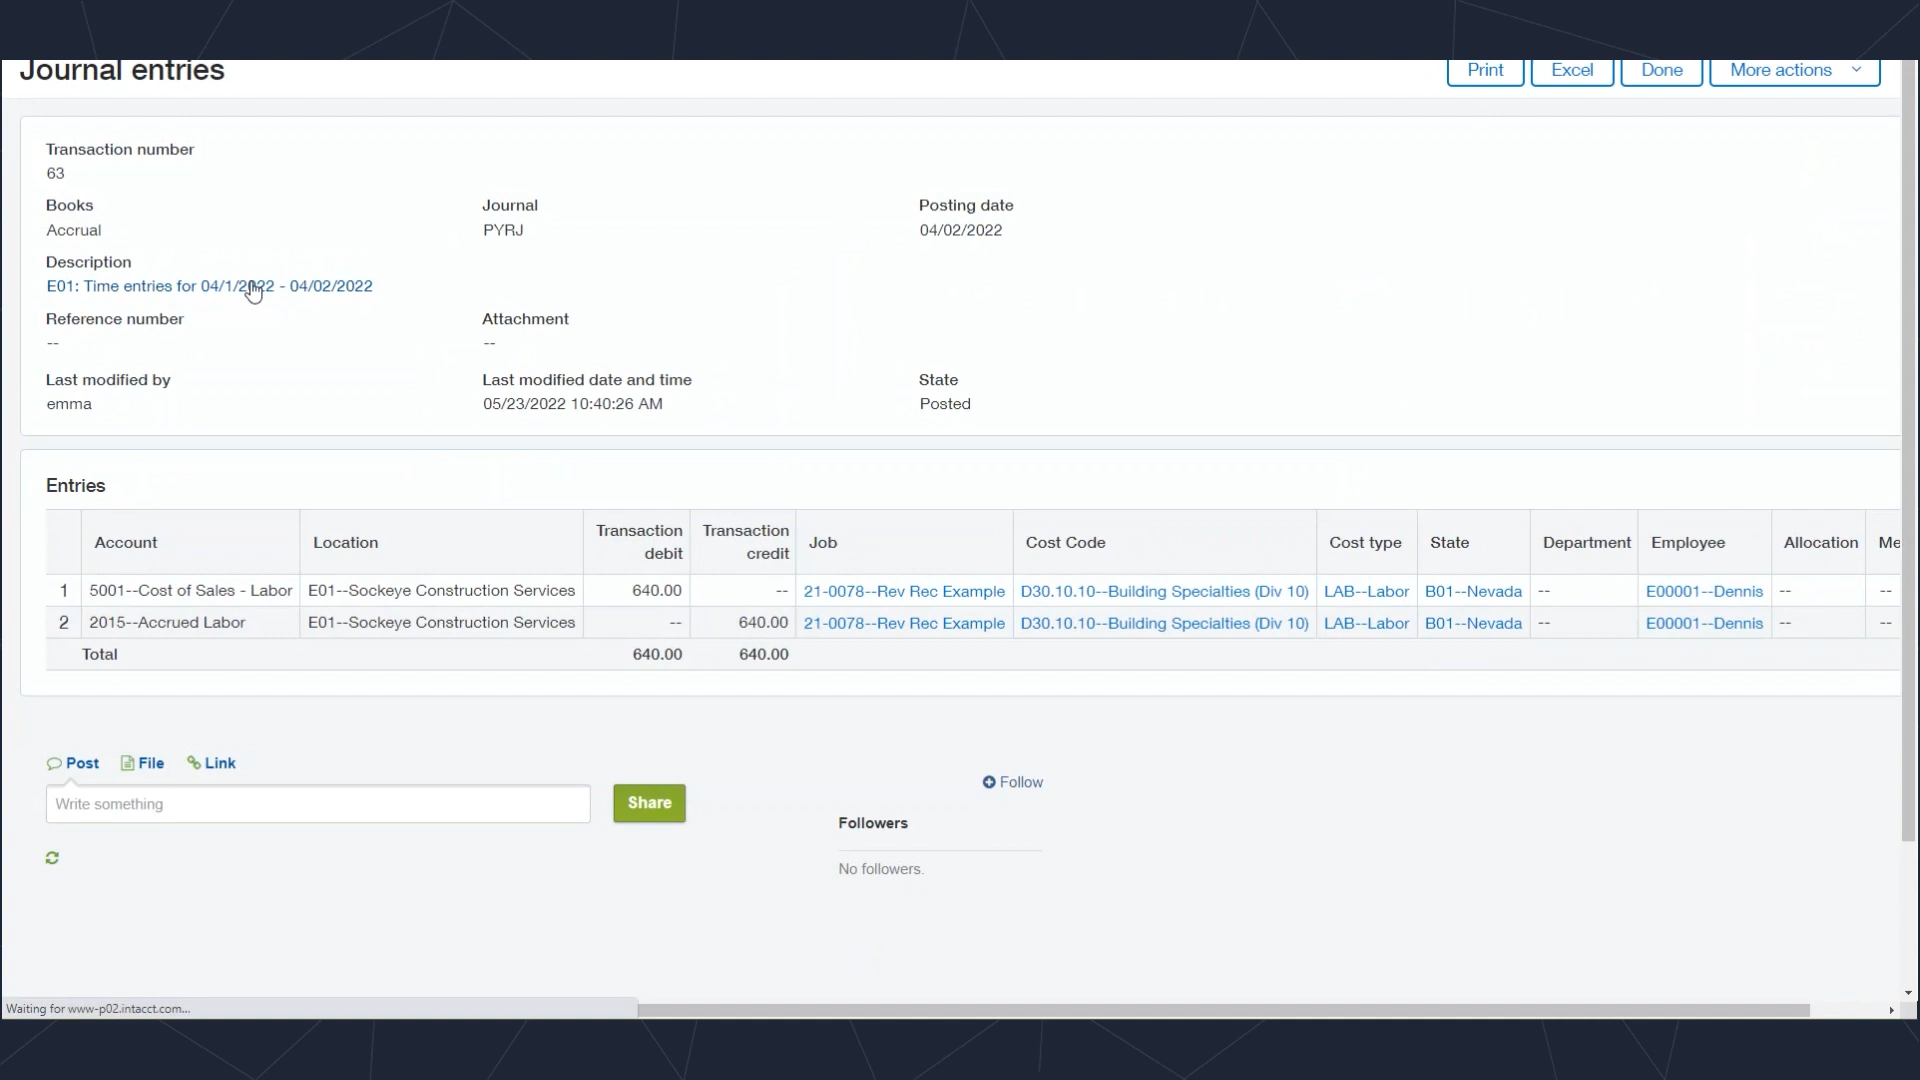 Journal entries
Print Excel Done More actions
Transaction number
63
Books Journal Posting date
Accrual PYRJ 04/02/2022
Description
E01: Time entries for 04/1/2022 - 04/02/2022
Reference number Attachment
-- --
Last modified by Last modified date and time State
emma 05/23/2022 10:40:26 AM Posted
Entries
Account Location Transaction debit Transaction credit Job Cost Code Cost type State Department Employee Allocation Me
1 5001--Cost of Sales - Labor E01--Sockeye Construction Services 640.00 -- 21-0078--Rev Rec Example D30.10.10--Building Specialties (Div 10) LAB--Labor B01--Nevada -- E00001--Dennis -- --
2 2015--Accrued Labor E01--Sockeye Construction Services -- 640.00 21-0078--Rev Rec Example D30.10.10--Building Specialties (Div 10) LAB--Labor B01--Nevada -- E00001--Dennis -- --
Total 640.00 640.00
Post File Link
Write something Share
Follow
Followers
No followers.
Waiting for www-p02.intacct.com...